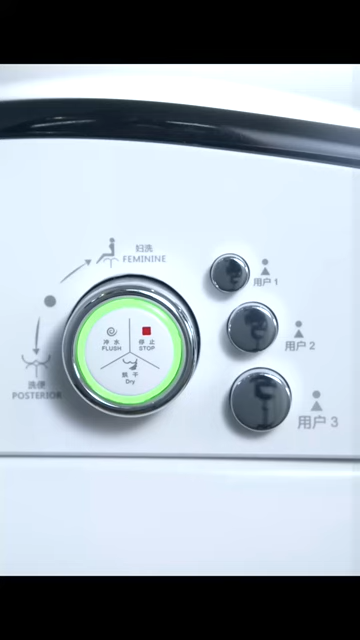 妇洗
FEMININE
用户 1
冲水
FLUSH
停止
STOP
用户 2
烘干
Dry
洗便
POSTERIOR
用户 3